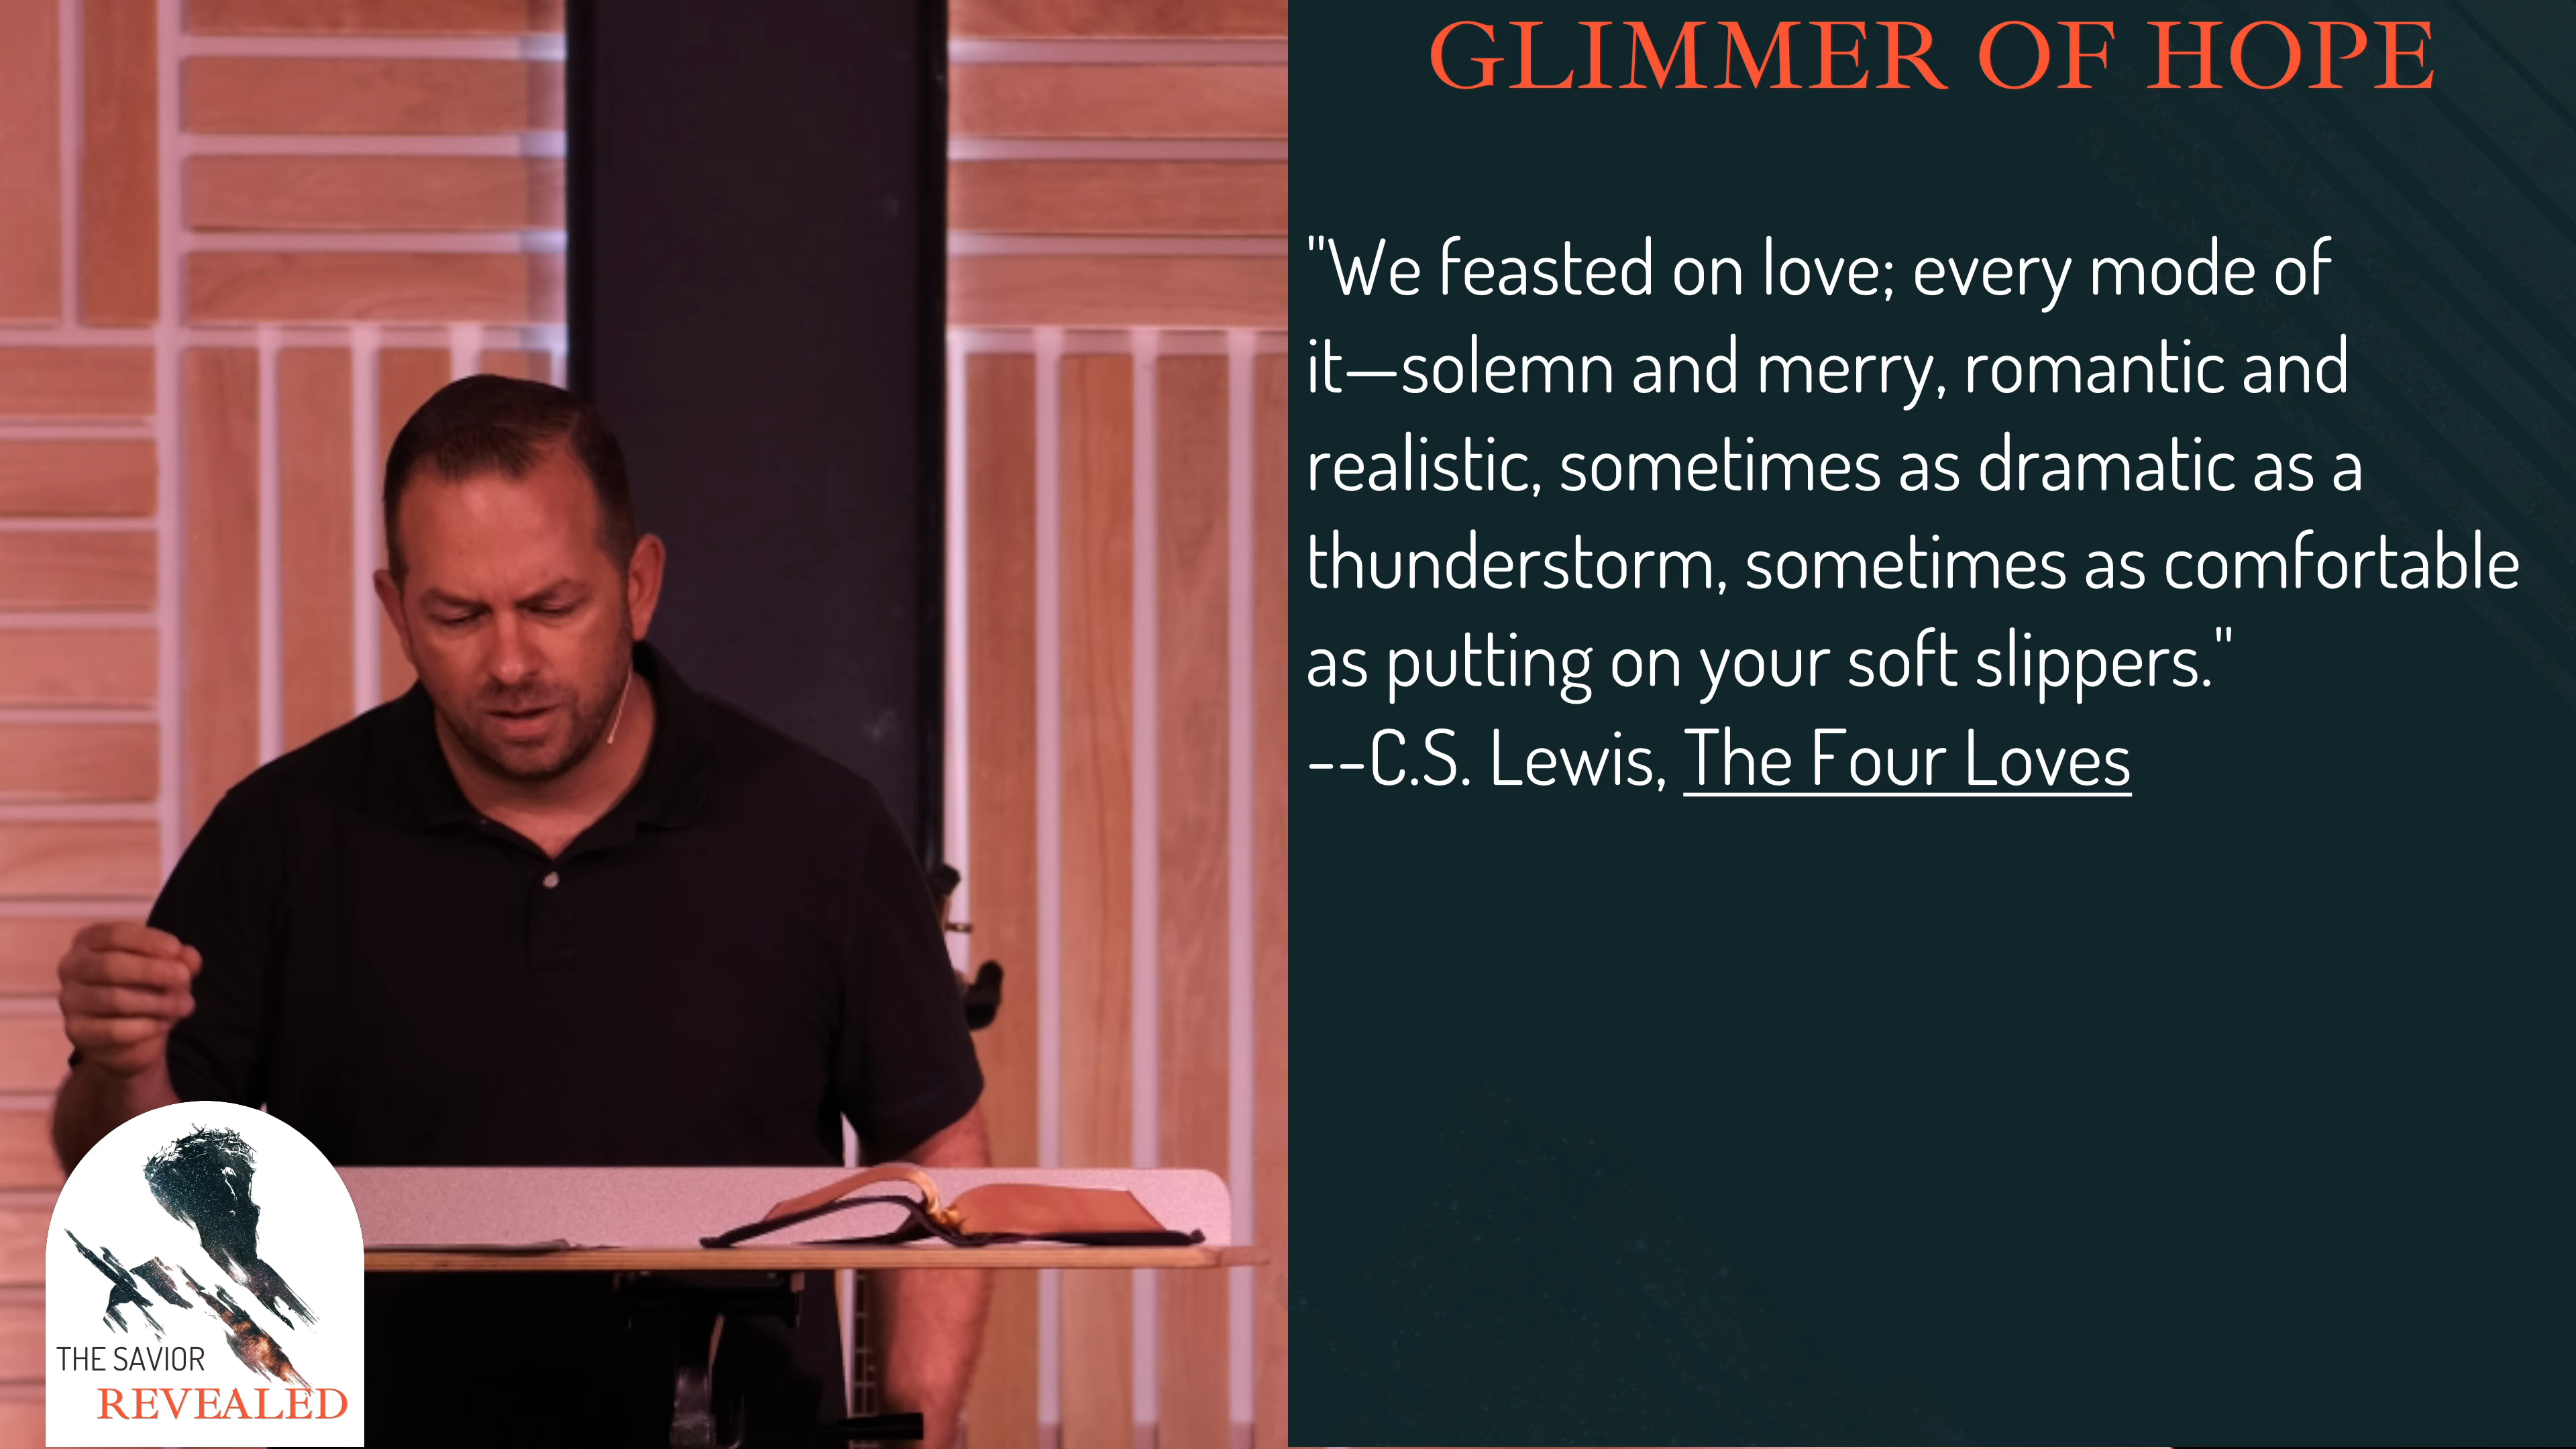 GLIMMER OF HOPE
"We feasted on love; every mode of
it—solemn and merry, romantic and
realistic, sometimes as dramatic as a
thunderstorm, sometimes as comfortable
as putting on your soft slippers."
--C.S. Lewis, The Four Loves
THE SAVIOR
REVEALED